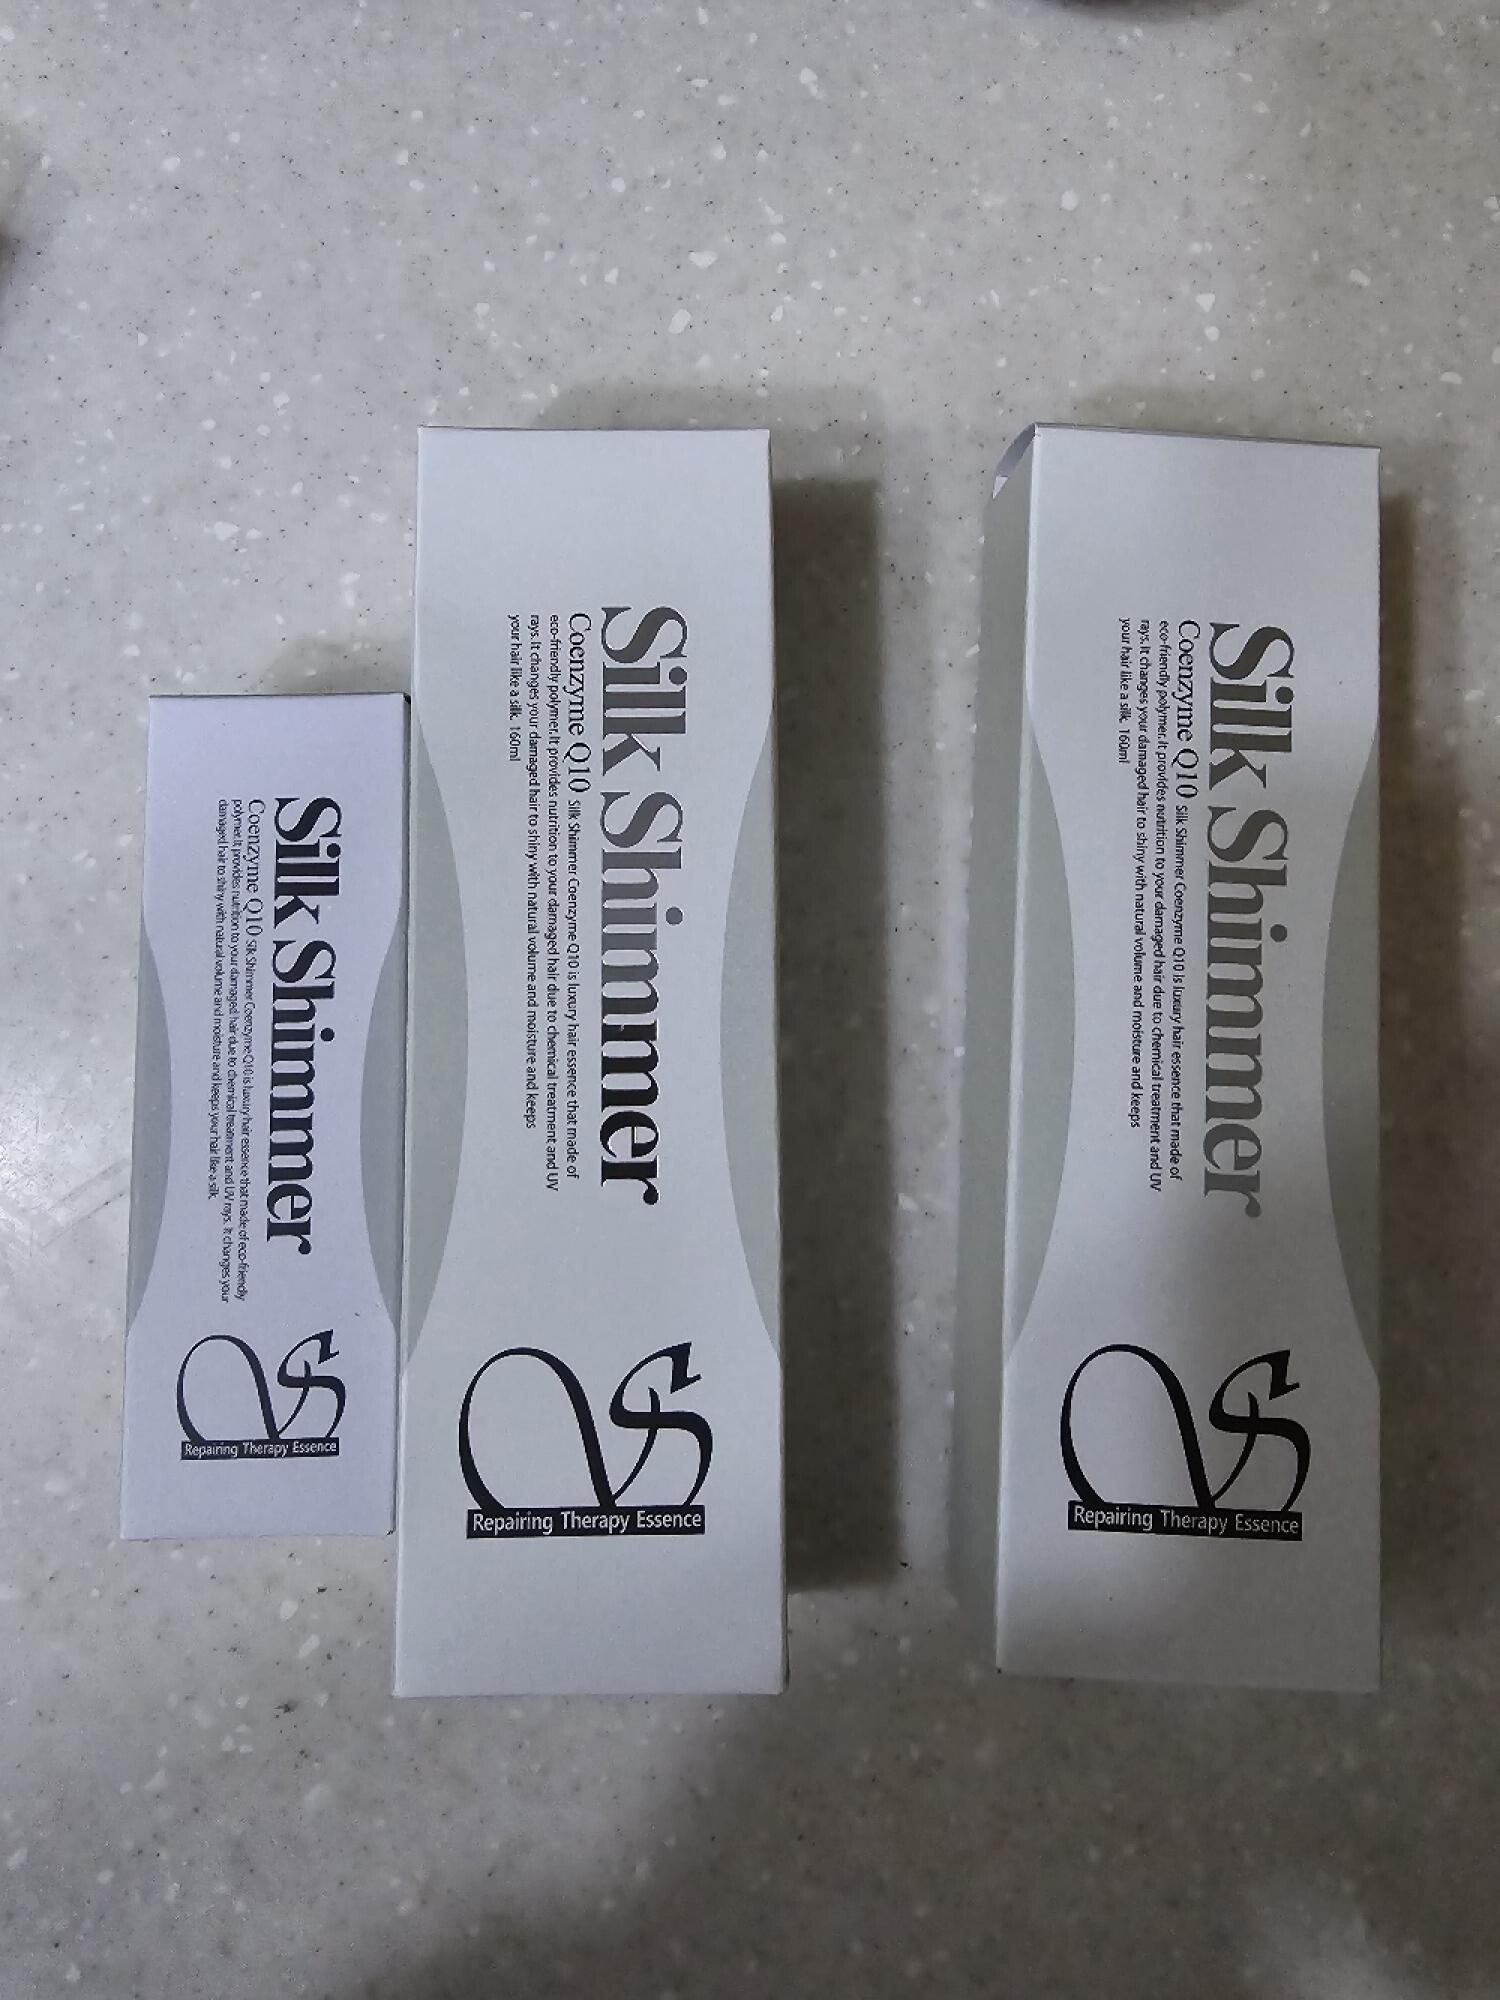 Silk Shimmer
Coenzyme Q10 Silk Shimmer Coenzyme Q10 is luxury hair essence that made of eco-friendly
polymer.It provides nutrition to your damaged hair due to chemical treatment and UV rays. It changes your
damaged hair to shiny with natural volume and moisture and keeps your hair like a silk.
Repairing Therapy Essence
Silk Shimmer
Coenzyme Q10 Silk Shimmer Coenzyme Q10 is luxury hair essence that made of
eco-friendly polymer.It provides nutrition to your damaged hair due to chemical treatment and UV
rays. It changes your damaged hair to shiny with natural volume and moisture and keeps
your hair like a silk. 160ml
Repairing Therapy Essence
Silk Shimmer
Coenzyme Q10 Silk Shimmer Coenzyme Q10 is luxury hair essence that made of
eco-friendly polymer.It provides nutrition to your damaged hair due to chemical treatment and UV
rays. It changes your damaged hair to shiny with natural volume and moisture and keeps
your hair like a silk. 160ml
Repairing Therapy Essence